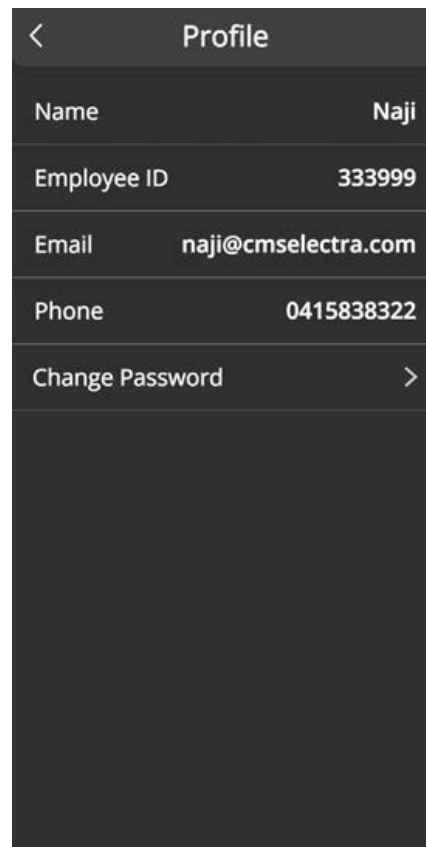 Profile
Name Naji
Employee ID 333999
Email naji@cmselectra.com
Phone 0415838322
Change Password